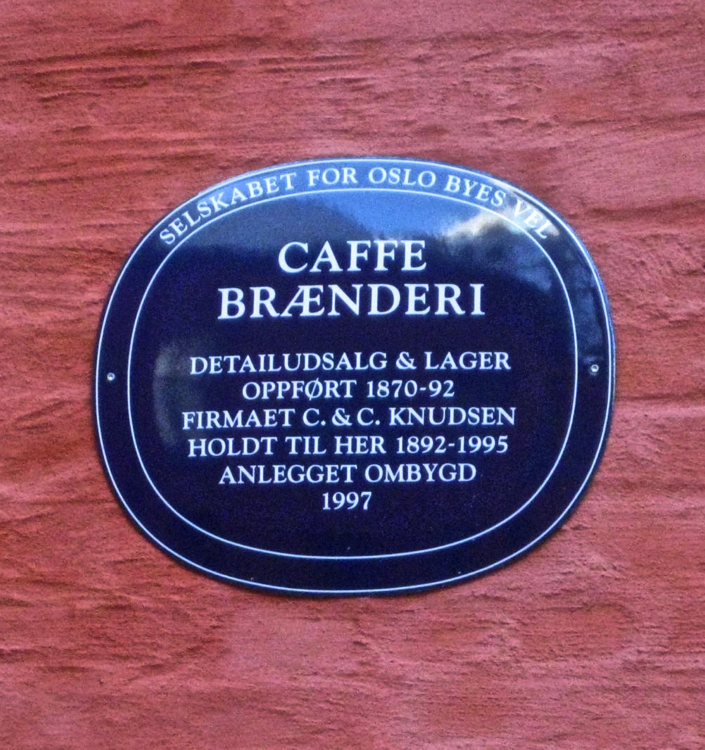 SELSKABET FOR OSLO BYES VEL
CAFFE
BRÆNDERI
DETAILUDSALG & LAGER
OPPFØRT 1870-92
FIRMAET C. & C. KNUDSEN
HOLDT TIL HER 1892-1995
ANLEGGET OMBYGD
1997